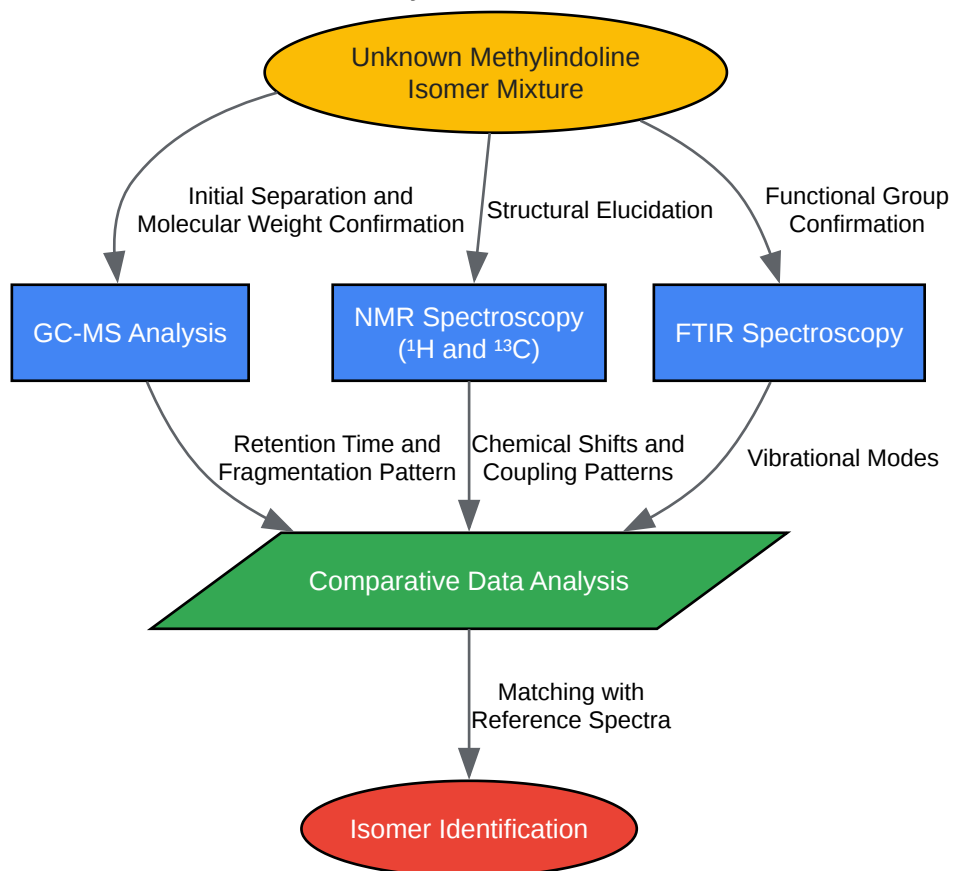 Unknown Methylindoline
Isomer Mixture
Initial Separation and
Molecular Weight Confirmation
Structural Elucidation
Functional Group
Confirmation
GC-MS Analysis
NMR Spectroscopy
(¹H and ¹³C)
FTIR Spectroscopy
Retention Time and
Fragmentation Pattern
Chemical Shifts and
Coupling Patterns
Vibrational Modes
Comparative Data Analysis
Matching with
Reference Spectra
Isomer Identification